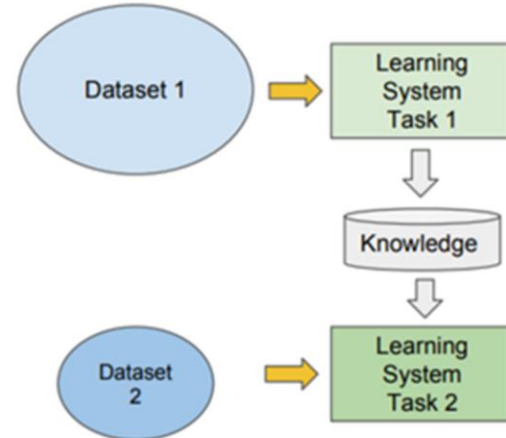 Dataset 1
Learning
System
Task 1
Knowledge
Dataset
2
Learning
System
Task 2